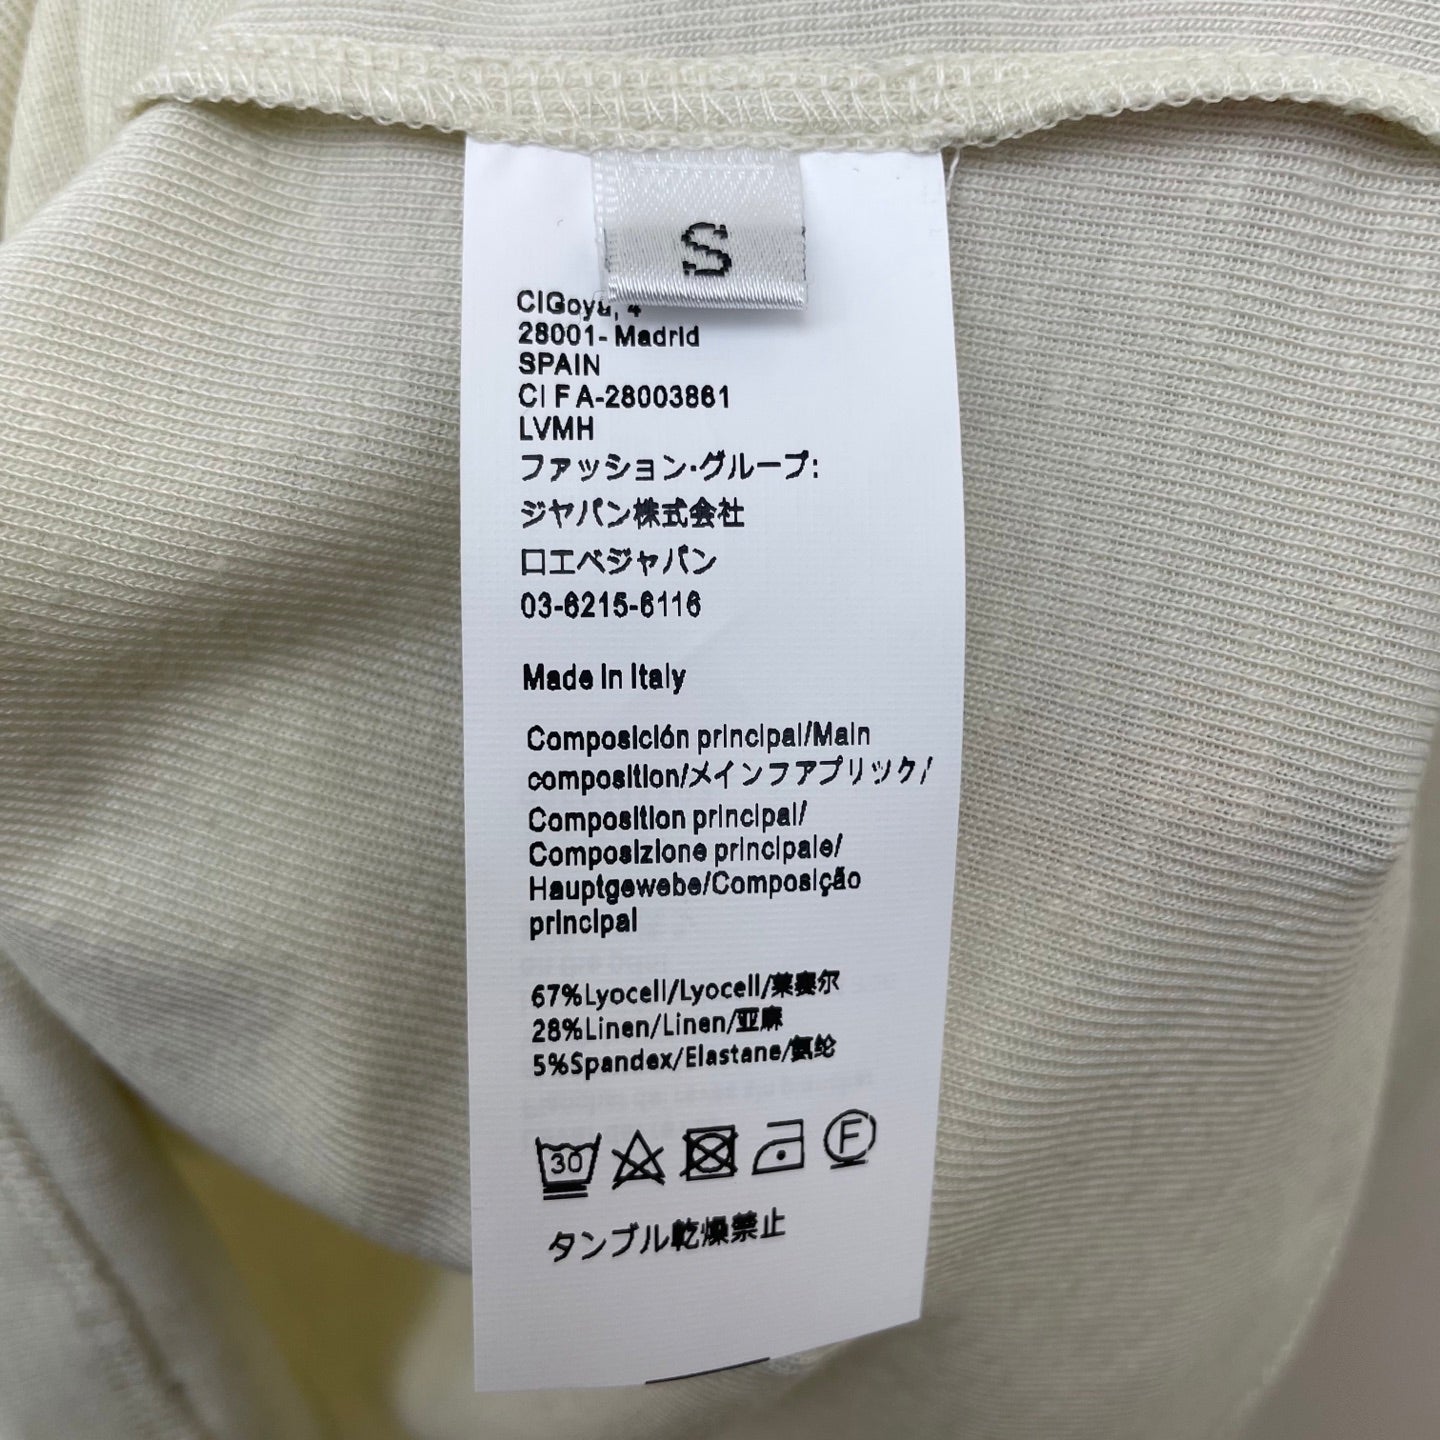 S
C|Goya, 4
28001- Madrid
SPAIN
CI F A-28003861
LVMH
ファッション·グループ:
ジヤパン株式会社
口エベジャパン
03-6215-6116
Made in Italy
Composición principal/Main
composition/メインフアプリック/
Composition principal/
Composizione principale/
Hauptgewebe/Composição
principal
67%Lyocell/Lyocell/莱赛尔
28%Linen/Linen/亚麻
5%Spandex/Elastane/氨纶
30
F
タンブル乾燥禁止